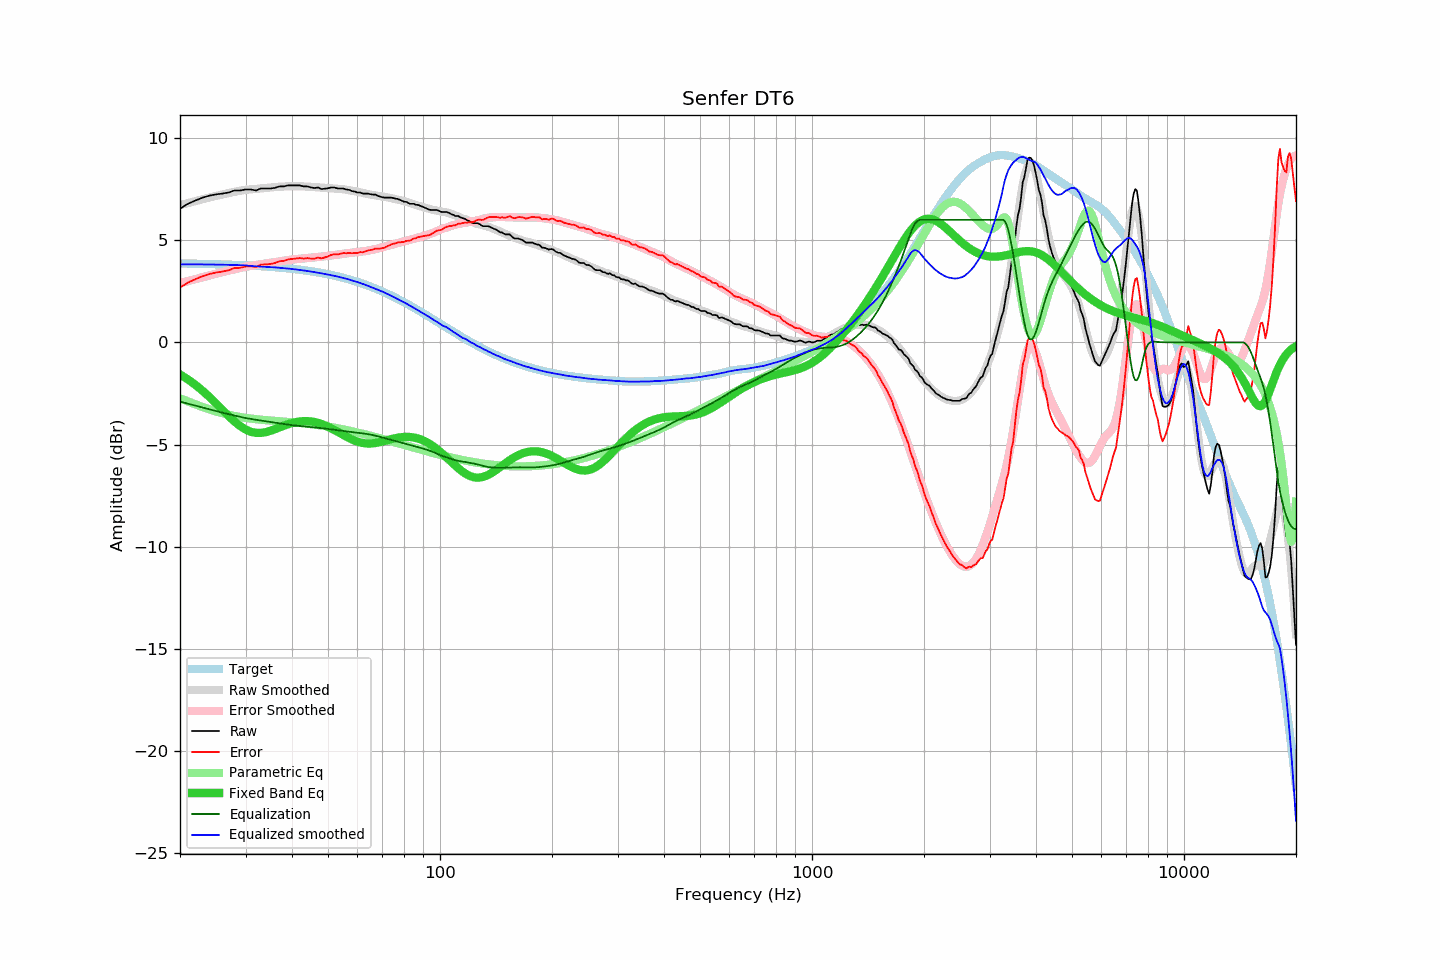 Senfer DT6
10
5
0
−5
−10
−15
−20
−25
Amplitude (dBr)
Target
Raw Smoothed
Error Smoothed
Raw
Error
Parametric Eq
Fixed Band Eq
Equalization
Equalized smoothed
100 1000 10000
Frequency (Hz)